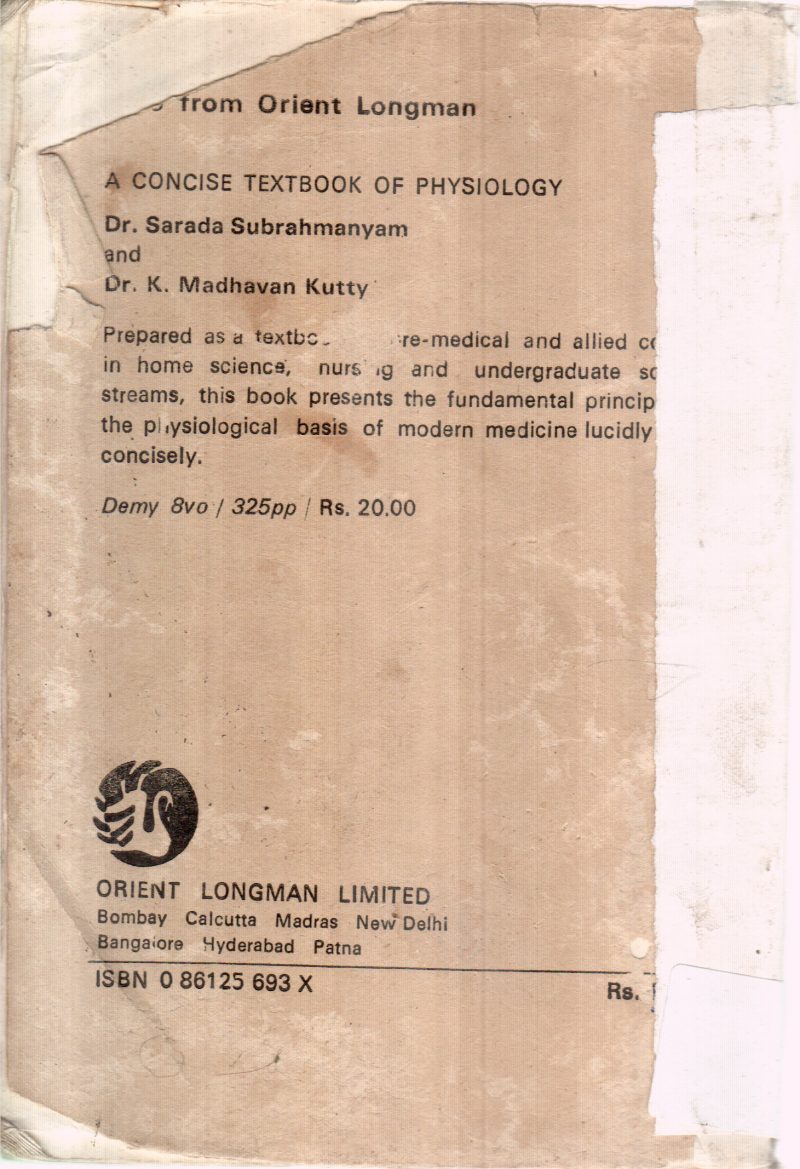 from Orient Longman
A CONCISE TEXTBOOK OF PHYSIOLOGY
Dr. Sarada Subrahmanyam
and
Dr. K. Madhavan Kutty
Prepared as a re-medical and allied
in home science, and undergraduate
streams, this book presents the fundamental
the physiological basis of modern medicine lucidly
concisely.
Demy 8vo / 325pp / Rs. 20.00
ORIENT LONGMAN LIMITED
Bombay Calcutta Madras New Delhi
Bangalore Hyderabad Patna
ISBN 0 86125 693 X
Rs.